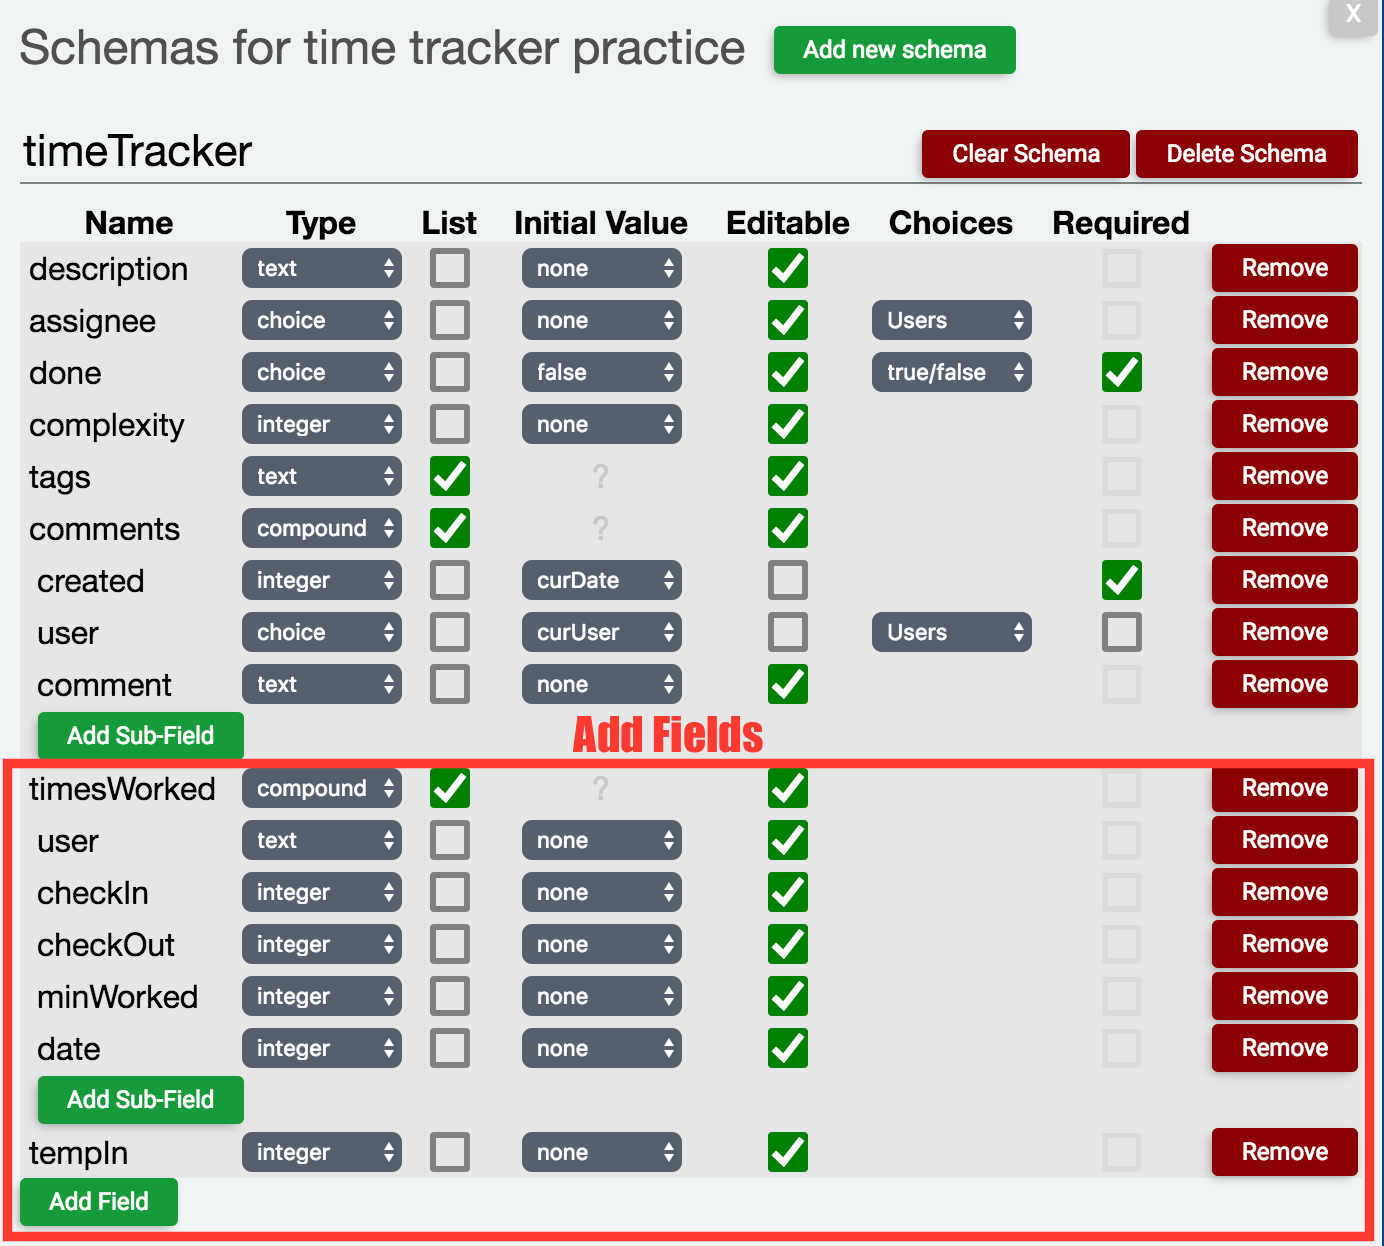 X
Schemas for time tracker practice Add new schema
timeTracker Clear Schema Delete Schema
Name Type List Initial Value Editable Choices Required
description text none Remove
assignee choice none Users Remove
done choice false true/false Remove
complexity integer none Remove
tags text ? Remove
comments compound ? Remove
created integer curDate Remove
user choice curUser Users Remove
comment text none Remove
Add Sub-Field Add Fields
timesWorked compound ? Remove
user text none Remove
checkIn integer none Remove
checkOut integer none Remove
minWorked integer none Remove
date integer none Remove
Add Sub-Field
tempIn integer none Remove
Add Field